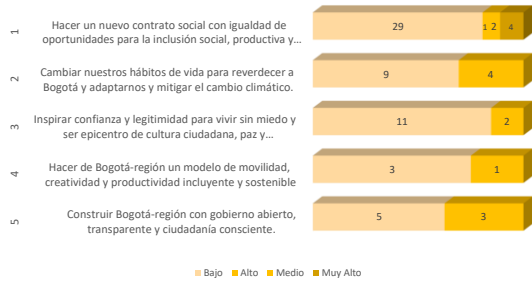 1
Hacer un nuevo contrato social con igualdad de
oportunidades para la inclusión social, productiva y…
29 1 2 4
2
Cambiar nuestros hábitos de vida para reverdecer a
Bogotá y adaptarnos y mitigar el cambio climático.
9 4
3
Inspirar confianza y legitimidad para vivir sin miedo y
ser epicentro de cultura ciudadana, paz y…
11 2
4
Hacer de Bogotá-región un modelo de movilidad,
creatividad y productividad incluyente y sostenible
3 1
5
Construir Bogotá-región con gobierno abierto,
transparente y ciudadanía consciente.
5 3
Bajo Alto Medio Muy Alto